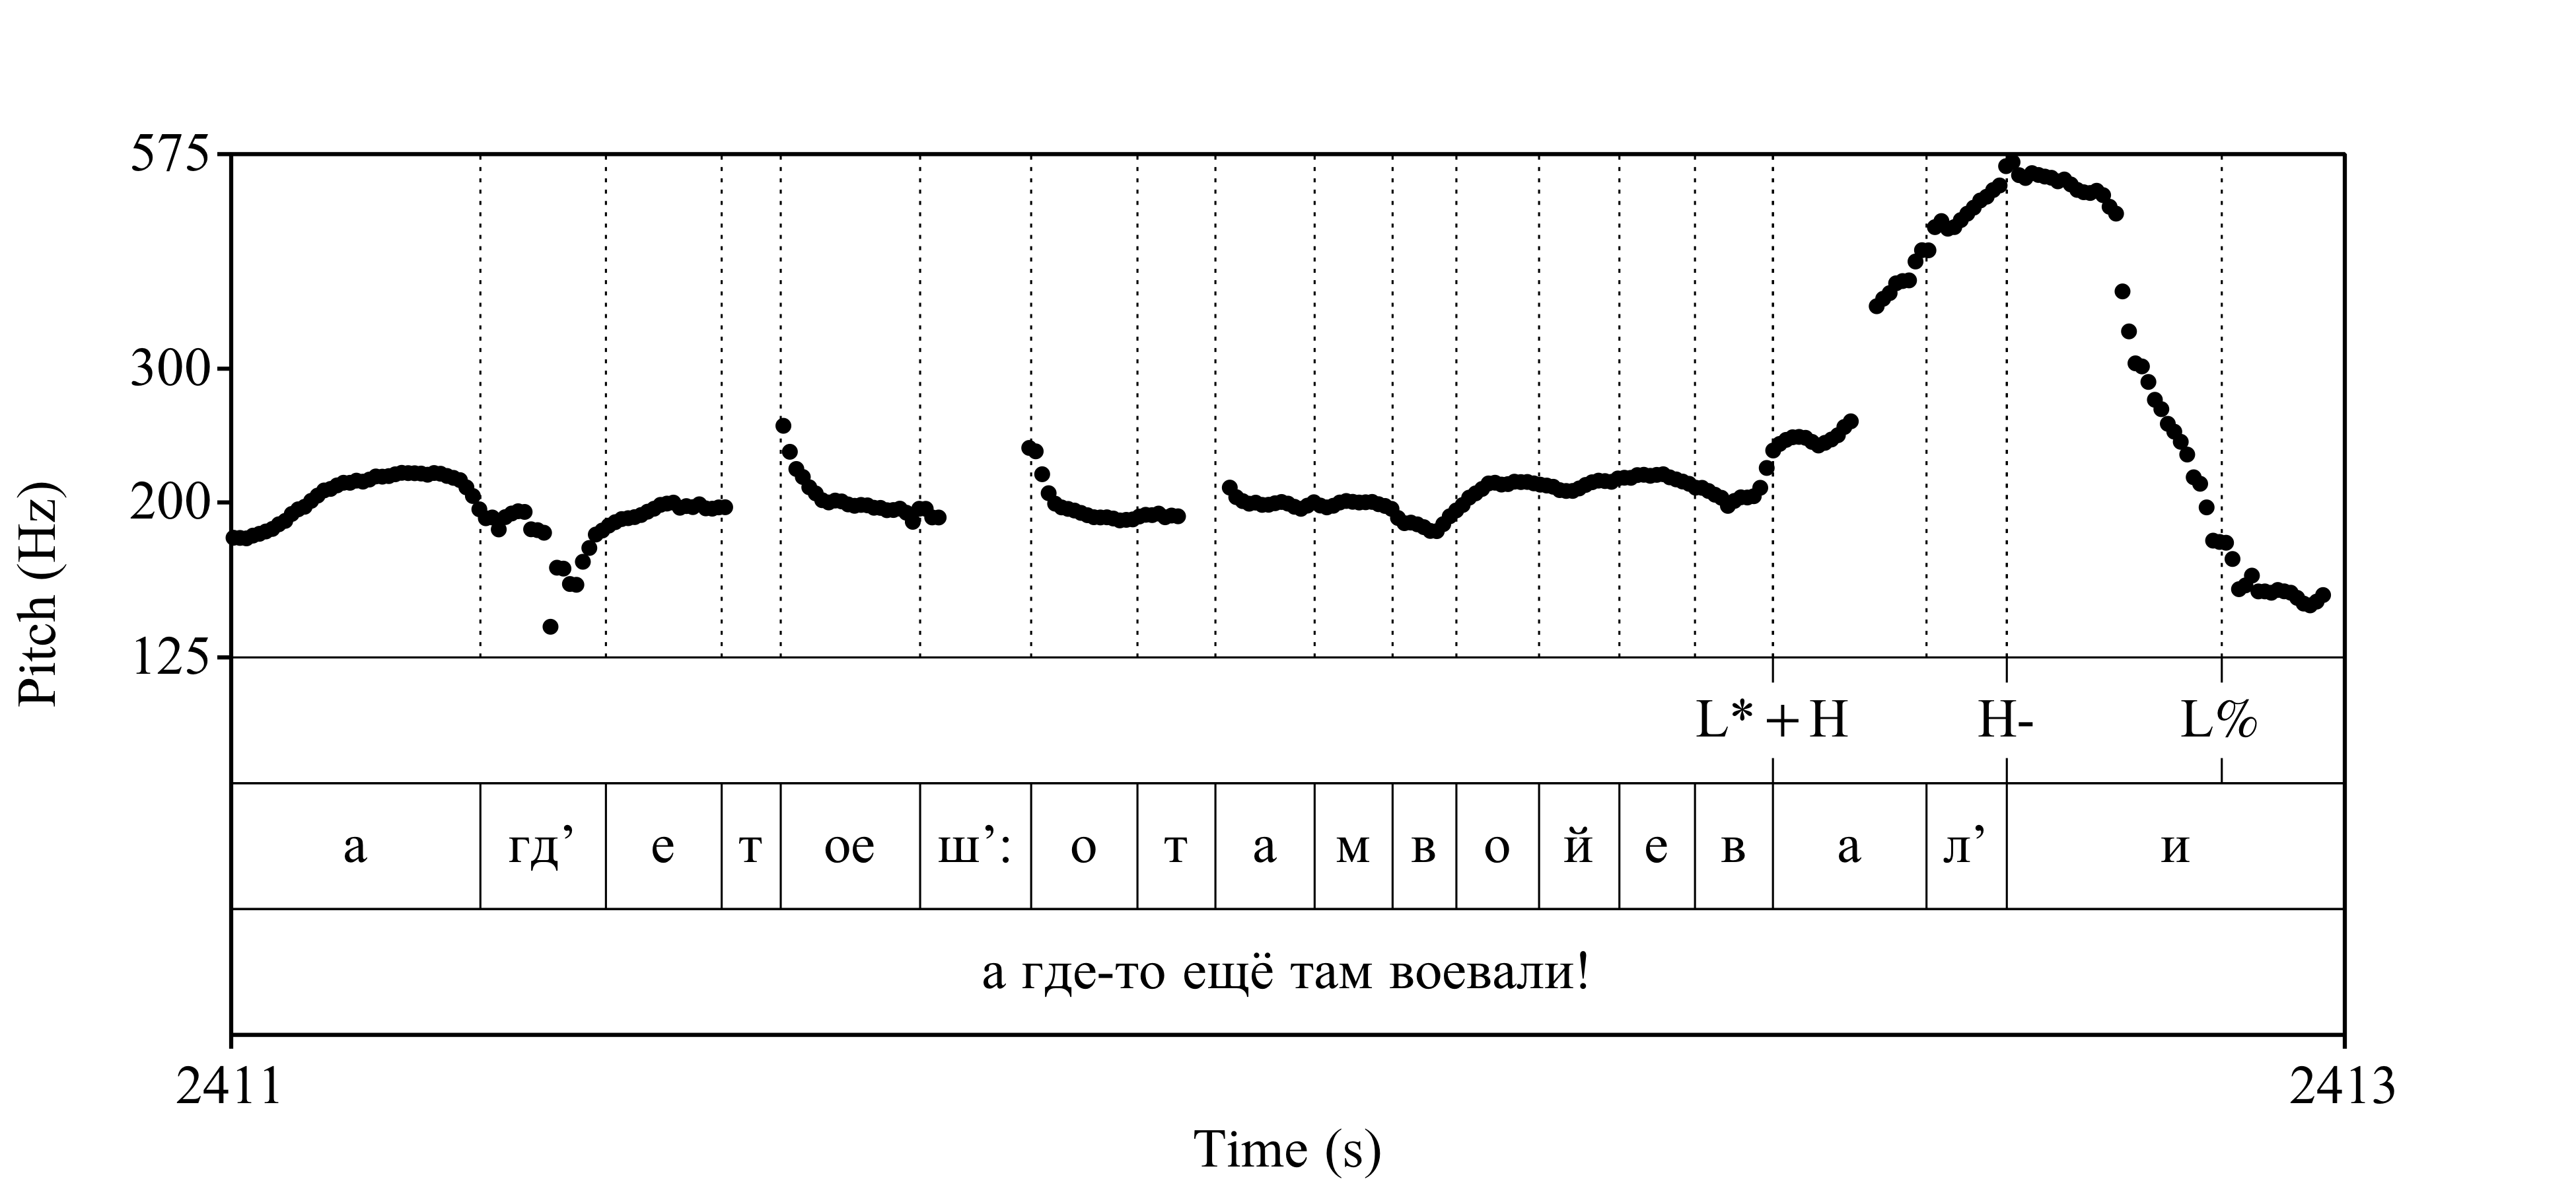 575
300
200
125
Pitch (Hz)
L*+H H- L%
а гд’ е т ое ш’: о т а м в о й е в а л’ и
а где-то ещё там воевали!
2411 2413
Time (s)